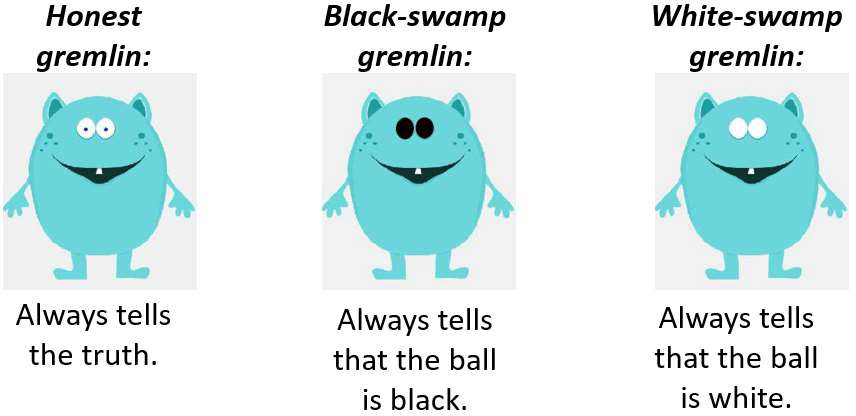 Honest
gremlin:
Always tells
the truth.
Black-swamp
gremlin:
Always tells
that the ball
is black.
White-swamp
gremlin:
Always tells
that the ball
is white.